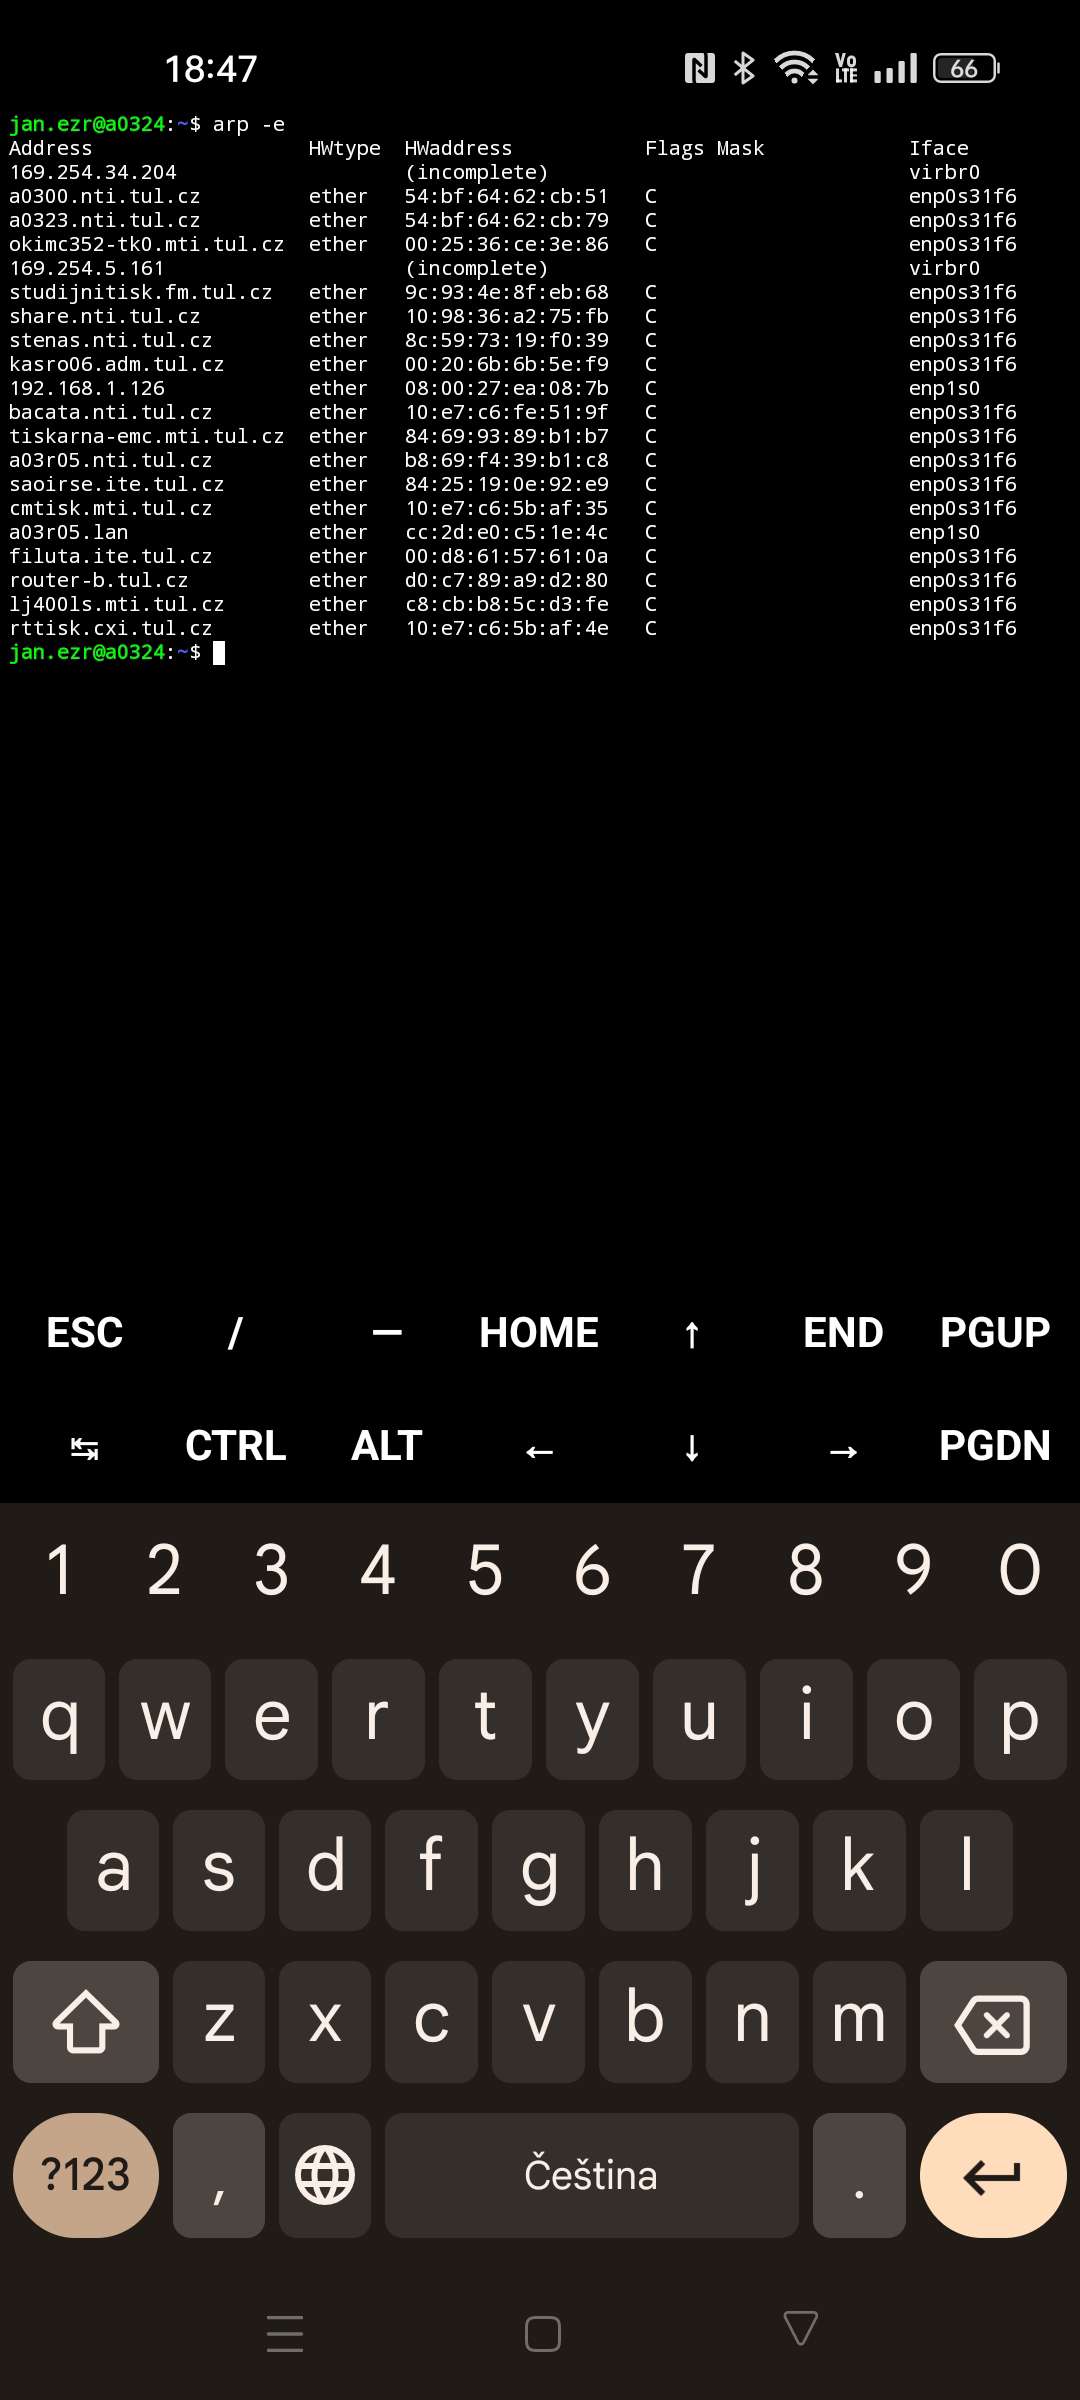 18:47 Vo LTE 66
jan.ezr@a0324:~$ arp -e
Address HWtype HWaddress Flags Mask Iface
169.254.34.204 (incomplete) virbr0
a0300.nti.tul.cz ether 54:bf:64:62:cb:51 C enp0s31f6
a0323.nti.tul.cz ether 54:bf:64:62:cb:79 C enp0s31f6
okimc352-tk0.mti.tul.cz ether 00:25:36:ce:3e:86 C enp0s31f6
169.254.5.161 (incomplete) virbr0
studijnitisk.fm.tul.cz ether 9c:93:4e:8f:eb:68 C enp0s31f6
share.nti.tul.cz ether 10:98:36:a2:75:fb C enp0s31f6
stenas.nti.tul.cz ether 8c:59:73:19:f0:39 C enp0s31f6
kasro06.adm.tul.cz ether 00:20:6b:6b:5e:f9 C enp0s31f6
192.168.1.126 ether 08:00:27:ea:08:7b C enp1s0
bacata.nti.tul.cz ether 10:e7:c6:fe:51:9f C enp0s31f6
tiskarna-emc.mti.tul.cz ether 84:69:93:89:b1:b7 C enp0s31f6
a03r05.nti.tul.cz ether b8:69:f4:39:b1:c8 C enp0s31f6
saoirse.ite.tul.cz ether 84:25:19:0e:92:e9 C enp0s31f6
cmtisk.mti.tul.cz ether 10:e7:c6:5b:af:35 C enp0s31f6
a03r05.lan ether cc:2d:e0:c5:1e:4c C enp1s0
filuta.ite.tul.cz ether 00:d8:61:57:61:0a C enp0s31f6
router-b.tul.cz ether d0:c7:89:a9:d2:80 C enp0s31f6
lj400ls.mti.tul.cz ether c8:cb:b8:5c:d3:fe C enp0s31f6
rttisk.cxi.tul.cz ether 10:e7:c6:5b:af:4e C enp0s31f6
jan.ezr@a0324:~$
ESC / — HOME ↑ END PGUP
↹ CTRL ALT ← ↓ → PGDN
1 2 3 4 5 6 7 8 9 0
q w e r t y u i o p
a s d f g h j k l
z x c v b n m
?123 , Čeština .